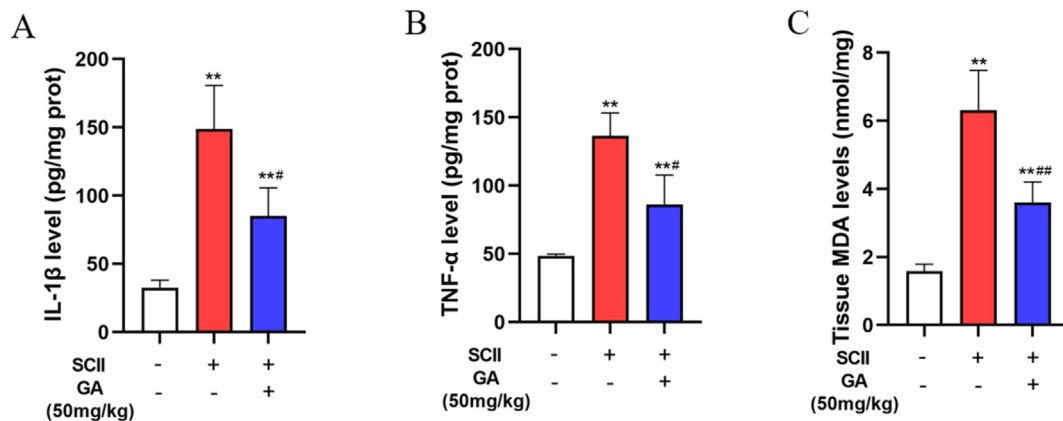 A
IL-1β level (pg/mg prot)
200
150
100
50
0
**
**#
SCII - + +
GA - - +
(50mg/kg)
B
TNF-α level (pg/mg prot)
200
150
100
50
0
**
**#
SCII - + +
GA - - +
(50mg/kg)
C
Tissue MDA levels (nmol/mg)
8
6
4
2
0
**
**##
SCII - + +
GA - - +
(50mg/kg)